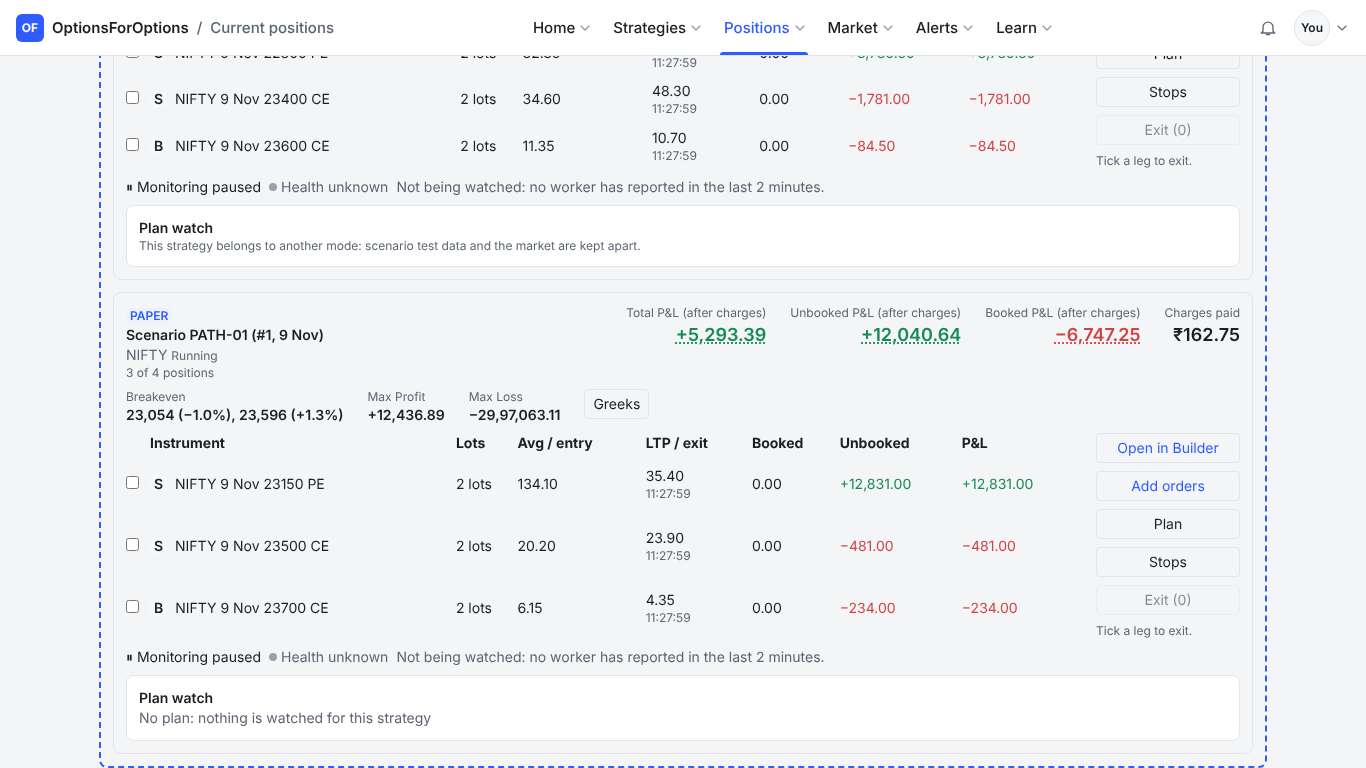 OF OptionsForOptions / Current positions Home Strategies Positions Market Alerts Learn You
11:27:59
S NIFTY 9 Nov 23400 CE 2 lots 34.60 48.30 0.00 −1,781.00 −1,781.00
11:27:59
Stops
B NIFTY 9 Nov 23600 CE 2 lots 11.35 10.70 0.00 −84.50 −84.50
11:27:59
Exit (0)
Tick a leg to exit.
Monitoring paused Health unknown Not being watched: no worker has reported in the last 2 minutes.
Plan watch
This strategy belongs to another mode: scenario test data and the market are kept apart.
PAPER
Scenario PATH-01 (#1, 9 Nov)
NIFTY Running
3 of 4 positions
Total P&L (after charges) Unbooked P&L (after charges) Booked P&L (after charges) Charges paid
+5,293.39 +12,040.64 −6,747.25 ₹162.75
Breakeven Max Profit Max Loss
23,054 (−1.0%), 23,596 (+1.3%) +12,436.89 −29,97,063.11 Greeks
Instrument Lots Avg / entry LTP / exit Booked Unbooked P&L
S NIFTY 9 Nov 23150 PE 2 lots 134.10 35.40 0.00 +12,831.00 +12,831.00
11:27:59
S NIFTY 9 Nov 23500 CE 2 lots 20.20 23.90 0.00 −481.00 −481.00
11:27:59
B NIFTY 9 Nov 23700 CE 2 lots 6.15 4.35 0.00 −234.00 −234.00
11:27:59
Open in Builder
Add orders
Plan
Stops
Exit (0)
Tick a leg to exit.
Monitoring paused Health unknown Not being watched: no worker has reported in the last 2 minutes.
Plan watch
No plan: nothing is watched for this strategy